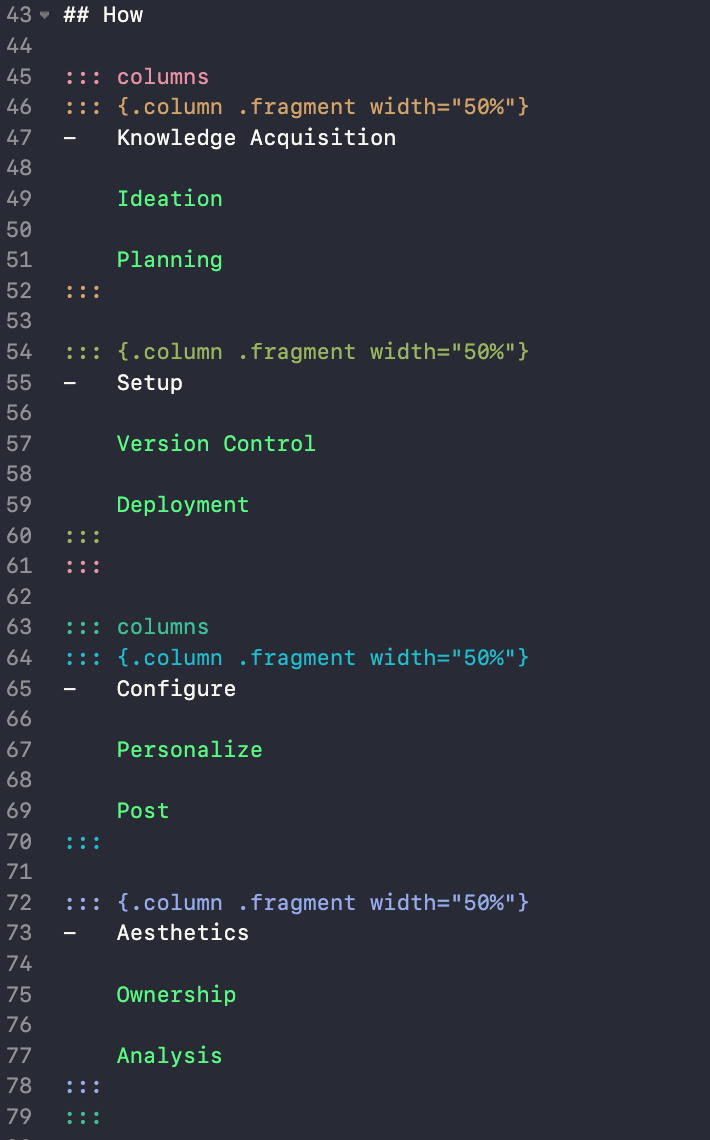 43 ## How
44
45 ::: columns
46 ::: {.column .fragment width="50%"}
47 -   Knowledge Acquisition
48
49     Ideation
50
51     Planning
52 :::
53
54 ::: {.column .fragment width="50%"}
55 -   Setup
56
57     Version Control
58
59     Deployment
60 :::
61 :::
62
63 ::: columns
64 ::: {.column .fragment width="50%"}
65 -   Configure
66
67     Personalize
68
69     Post
70 :::
71
72 ::: {.column .fragment width="50%"}
73 -   Aesthetics
74
75     Ownership
76
77     Analysis
78 :::
79 :::